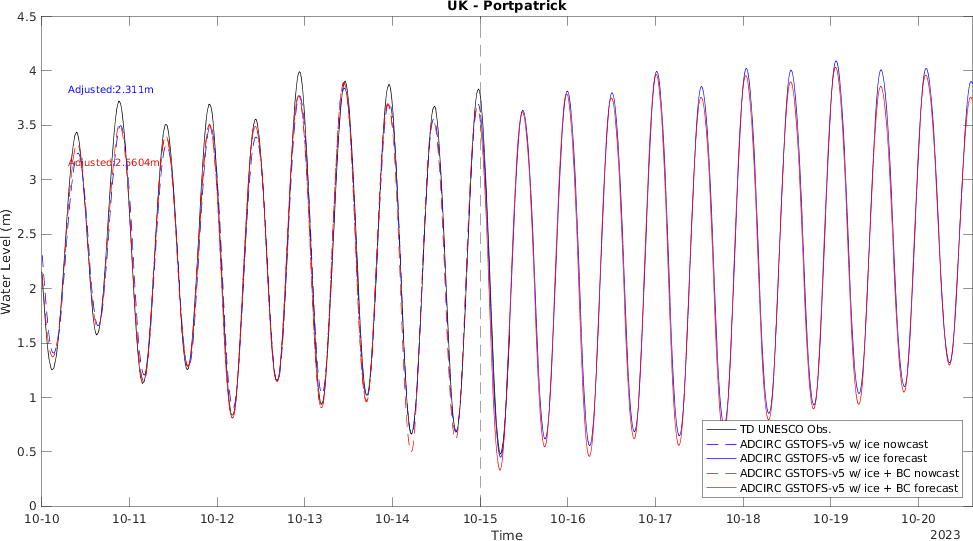 UK - Portpatrick
4.5
4
3.5
3
2.5
2
1.5
1
0.5
0
Water Level (m)
Adjusted:2.311m
Adjusted:2.5604m
TD UNESCO Obs.
ADCIRC GSTOFS-v5 w/ ice nowcast
ADCIRC GSTOFS-v5 w/ ice forecast
ADCIRC GSTOFS-v5 w/ ice + BC nowcast
ADCIRC GSTOFS-v5 w/ ice + BC forecast
10-10 10-11 10-12 10-13 10-14 10-15 10-16 10-17 10-18 10-19 10-20
Time
2023